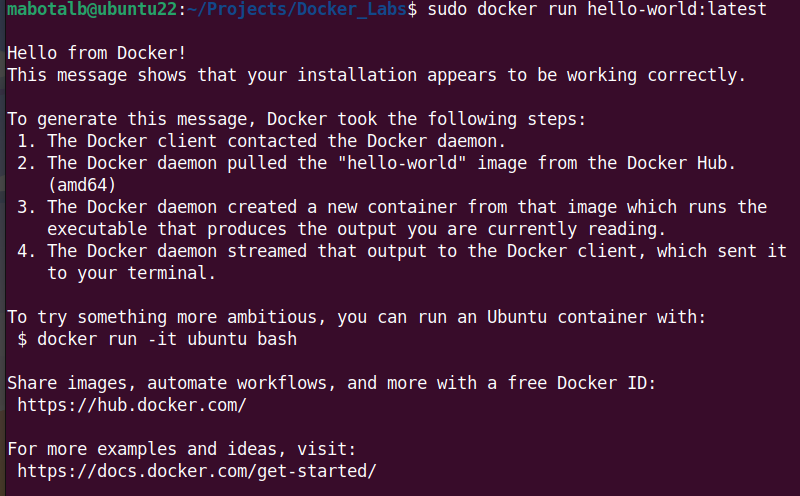 mabotalb@ubuntu22:~/Projects/Docker_Labs$ sudo docker run hello-world:latest
Hello from Docker!
This message shows that your installation appears to be working correctly.
To generate this message, Docker took the following steps:
1. The Docker client contacted the Docker daemon.
2. The Docker daemon pulled the "hello-world" image from the Docker Hub.
(amd64)
3. The Docker daemon created a new container from that image which runs the
executable that produces the output you are currently reading.
4. The Docker daemon streamed that output to the Docker client, which sent it
to your terminal.
To try something more ambitious, you can run an Ubuntu container with:
$ docker run -it ubuntu bash
Share images, automate workflows, and more with a free Docker ID:
https://hub.docker.com/
For more examples and ideas, visit:
https://docs.docker.com/get-started/